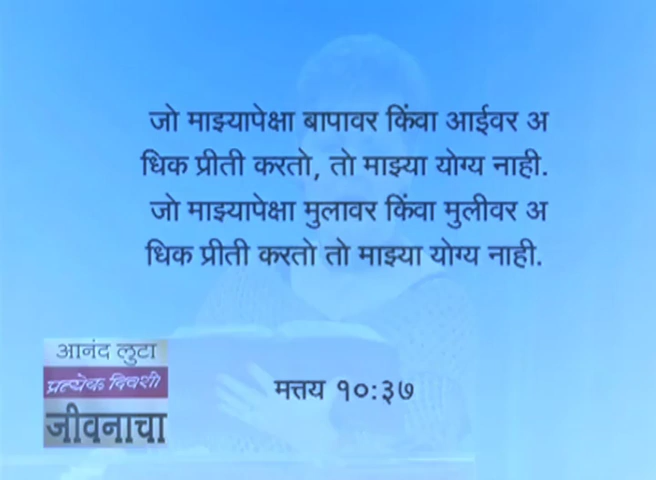 जो माझ्यापेक्षा बापावर किंवा आईवर अ
धिक प्रीती करतो, तो माझ्या योग्य नाही.
जो माझ्यापेक्षा मुलावर किंवा मुलीवर अ
धिक प्रीती करतो तो माझ्या योग्य नाही.
मत्तय १०:३७
आनंद लुटा
प्रत्येक दिवशी
जीवनाचा